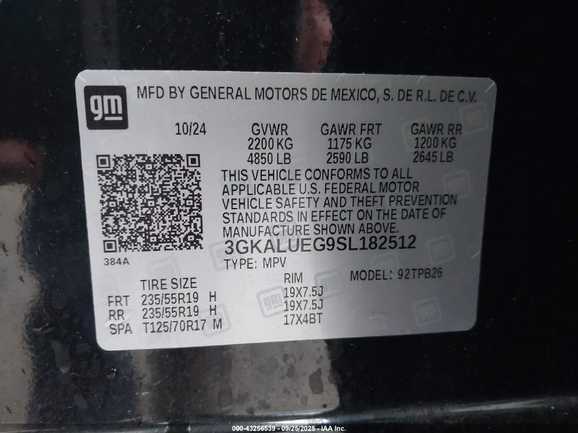 gm
MFD BY GENERAL MOTORS DE MEXICO, S. DE R.L. DE C.V.
10/24 GVWR GAWR FRT GAWR RR
2200 KG 1175 KG 1200 KG
4850 LB 2590 LB 2645 LB
THIS VEHICLE CONFORMS TO ALL
APPLICABLE U.S. FEDERAL MOTOR
VEHICLE SAFETY AND THEFT PREVENTION
STANDARDS IN EFFECT ON THE DATE OF
MANUFACTURE SHOWN ABOVE.
3GKALUEG9SL182512
384A
TYPE: MPV MODEL: 92TPB26
TIRE SIZE RIM
FRT 235/55R19 H 19X7.5J
RR 235/55R19 H 19X7.5J
SPA T125/70R17 M 17X4BT
000-43256539 - 09/25/2025 - IAA Inc.